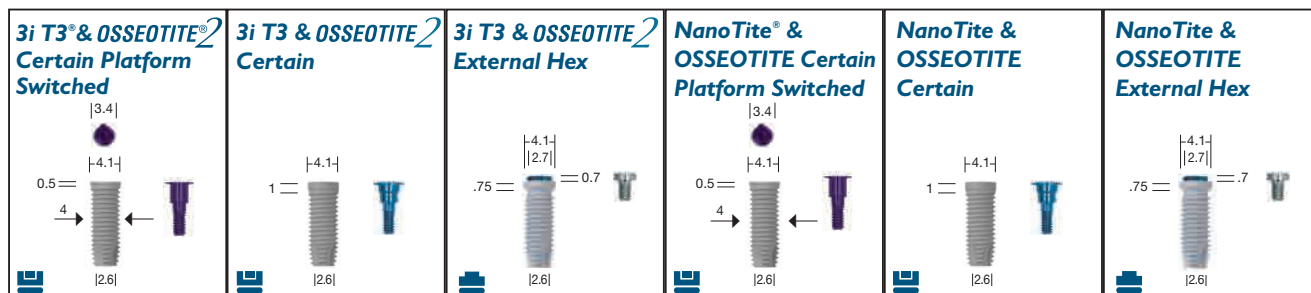 3i T3®& OSSEOTITE®2
Certain Platform
Switched
3.4
4.1
0.5
4
2.6
3i T3 & OSSEOTITE 2
Certain
4.1
1
2.6
3i T3 & OSSEOTITE 2
External Hex
4.1
2.7
.75
0.7
2.6
NanoTite® &
OSSEOTITE Certain
Platform Switched
3.4
4.1
0.5
4
2.6
NanoTite &
OSSEOTITE
Certain
4.1
1
2.6
NanoTite &
OSSEOTITE
External Hex
4.1
2.7
.75
.7
2.6